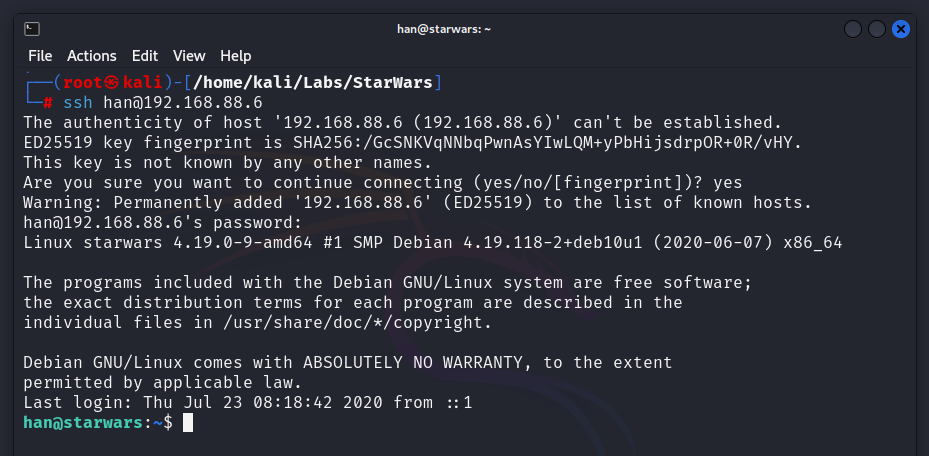 han@starwars: ~
File Actions Edit View Help
┌──(root㉿kali)-[/home/kali/Labs/StarWars]
└─# ssh han@192.168.88.6
The authenticity of host '192.168.88.6 (192.168.88.6)' can't be established.
ED25519 key fingerprint is SHA256:/GcSNKVqNNbqPwnAsYIwLQM+yPbHijsdrpOR+0R/vHY.
This key is not known by any other names.
Are you sure you want to continue connecting (yes/no/[fingerprint])? yes
Warning: Permanently added '192.168.88.6' (ED25519) to the list of known hosts.
han@192.168.88.6's password:
Linux starwars 4.19.0-9-amd64 #1 SMP Debian 4.19.118-2+deb10u1 (2020-06-07) x86_64
The programs included with the Debian GNU/Linux system are free software;
the exact distribution terms for each program are described in the
individual files in /usr/share/doc/*/copyright.
Debian GNU/Linux comes with ABSOLUTELY NO WARRANTY, to the extent
permitted by applicable law.
Last login: Thu Jul 23 08:18:42 2020 from ::1
han@starwars:~$